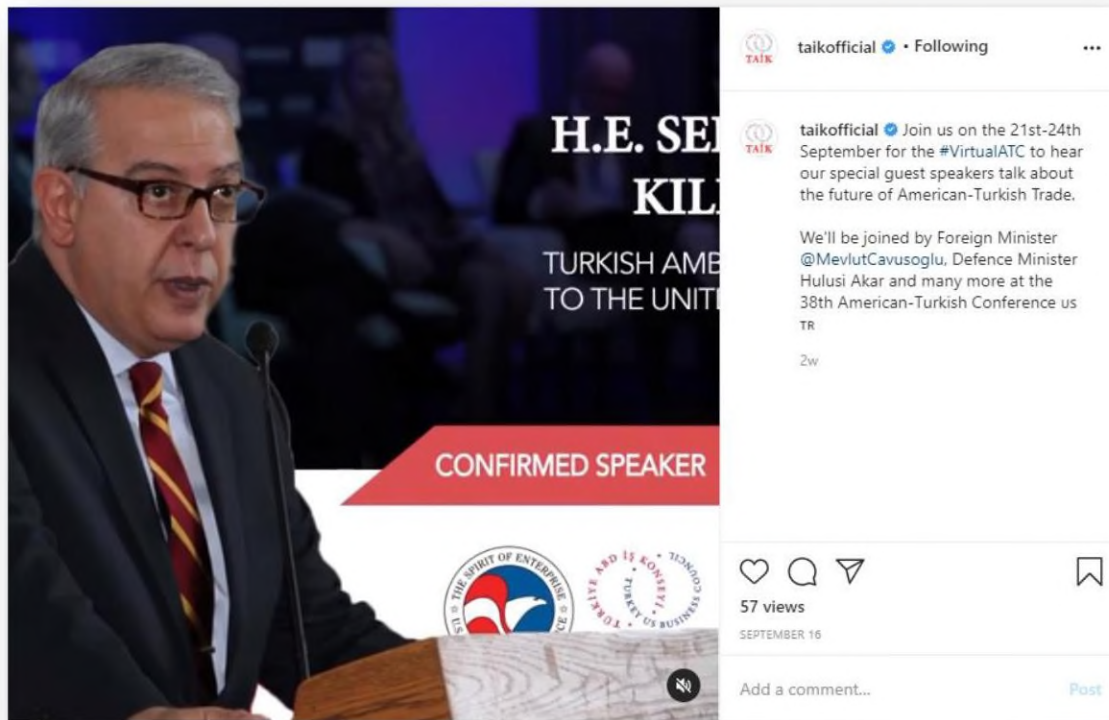 H.E. SE
KIL
TURKISH AMB
TO THE UNIT
CONFIRMED SPEAKER
THE SPIRIT OF ENTERPRISE
TÜRKİYE ABD İŞ KONSEYİ • TURKEY US BUSINESS COUNCIL
TAİK
taikofficial • Following
TAİK
taikofficial Join us on the 21st-24th
September for the #VirtualATC to hear
our special guest speakers talk about
the future of American-Turkish Trade.
We'll be joined by Foreign Minister
@MevlutCavusoglu, Defence Minister
Hulusi Akar and many more at the
38th American-Turkish Conference us
TR
2w
57 views
SEPTEMBER 16
Add a comment...
Post